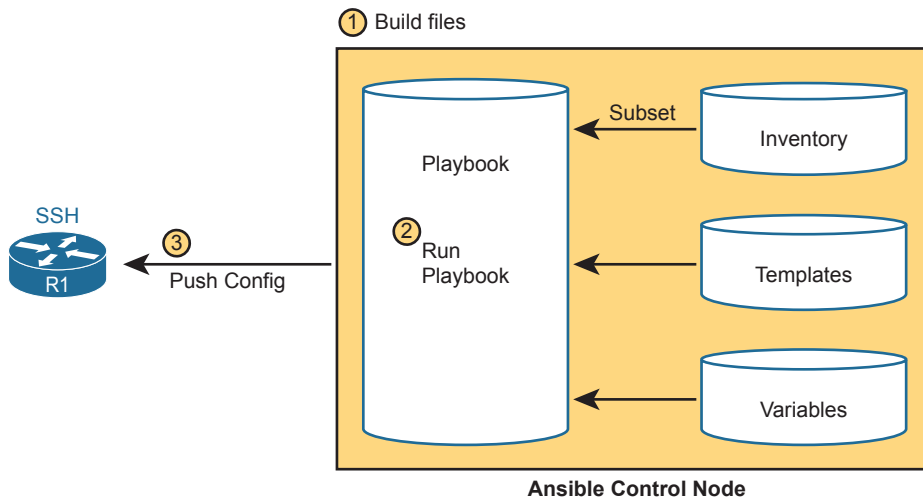 1 Build files
Subset
Inventory
Playbook
SSH
R1
3
Push Config
2
Run
Playbook
Templates
Variables
Ansible Control Node